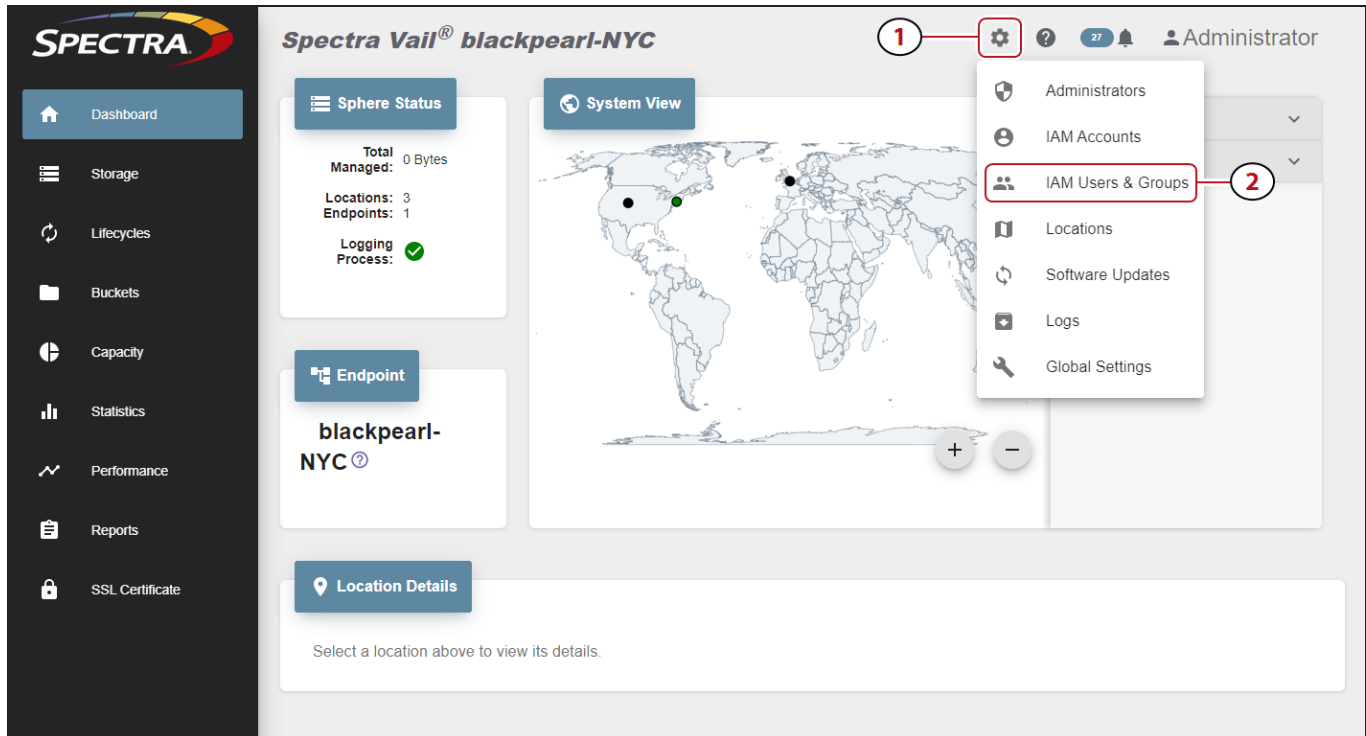 SPECTRA
Spectra Vail® blackpearl-NYC
1
27
Administrator
Dashboard
Storage
Lifecycles
Buckets
Capacity
Statistics
Performance
Reports
SSL Certificate
Sphere Status
Total
Managed: 0 Bytes
Locations: 3
Endpoints: 1
Logging
Process:
System View
+
−
Administrators
IAM Accounts
IAM Users & Groups
2
Locations
Software Updates
Logs
Global Settings
Endpoint
blackpearl-
NYC ?
Location Details
Select a location above to view its details.